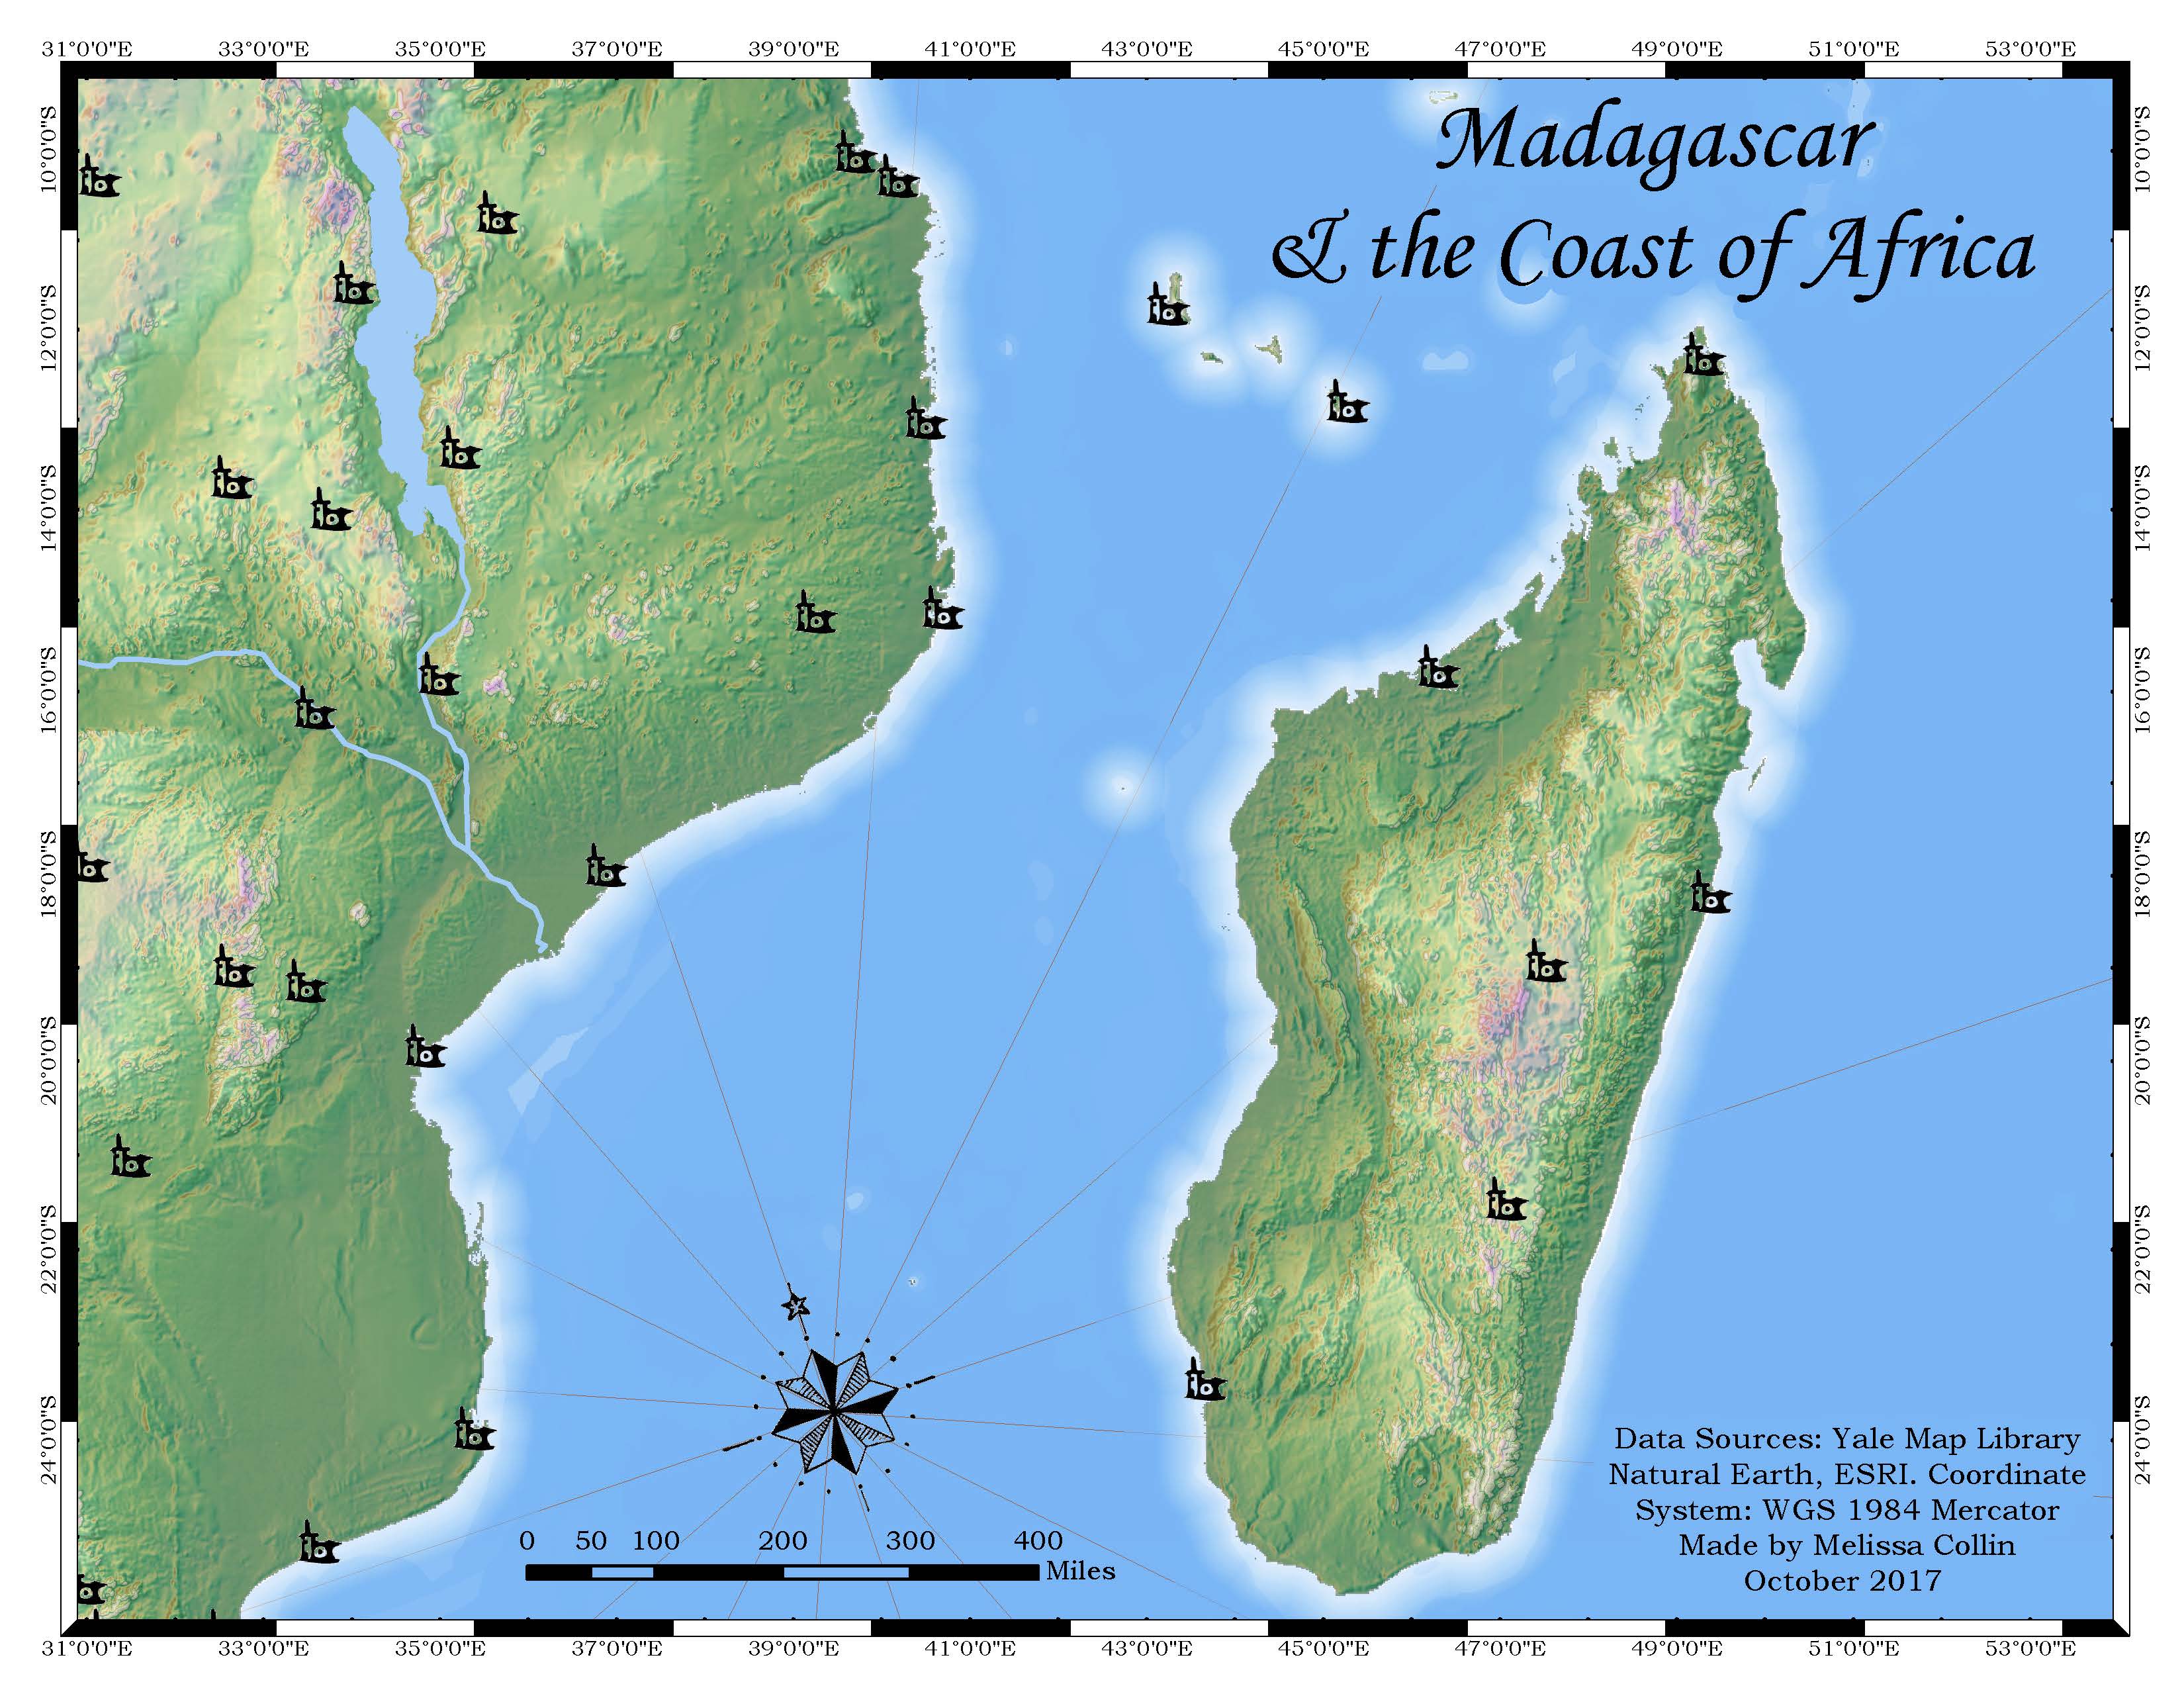 31°0'0"E 33°0'0"E 35°0'0"E 37°0'0"E 39°0'0"E 41°0'0"E 43°0'0"E 45°0'0"E 47°0'0"E 49°0'0"E 51°0'0"E 53°0'0"E
Madagascar
& the Coast of Africa
10°0'0"S
12°0'0"S
14°0'0"S
16°0'0"S
18°0'0"S
20°0'0"S
22°0'0"S
24°0'0"S
10°0'0"S
12°0'0"S
14°0'0"S
16°0'0"S
18°0'0"S
20°0'0"S
22°0'0"S
24°0'0"S
0 50 100 200 300 400
Miles
Data Sources: Yale Map Library
Natural Earth, ESRI. Coordinate
System: WGS 1984 Mercator
Made by Melissa Collin
October 2017
31°0'0"E 33°0'0"E 35°0'0"E 37°0'0"E 39°0'0"E 41°0'0"E 43°0'0"E 45°0'0"E 47°0'0"E 49°0'0"E 51°0'0"E 53°0'0"E